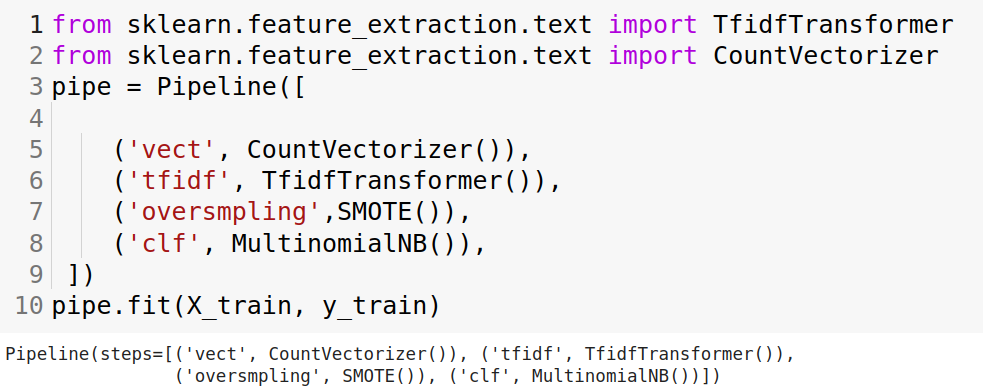 1 from sklearn.feature_extraction.text import TfidfTransformer
2 from sklearn.feature_extraction.text import CountVectorizer
3 pipe = Pipeline([
4
5     ('vect', CountVectorizer()),
6     ('tfidf', TfidfTransformer()),
7     ('oversmpling',SMOTE()),
8     ('clf', MultinomialNB()),
9  ])
10 pipe.fit(X_train, y_train)
Pipeline(steps=[('vect', CountVectorizer()), ('tfidf', TfidfTransformer()),
                ('oversmpling', SMOTE()), ('clf', MultinomialNB())])